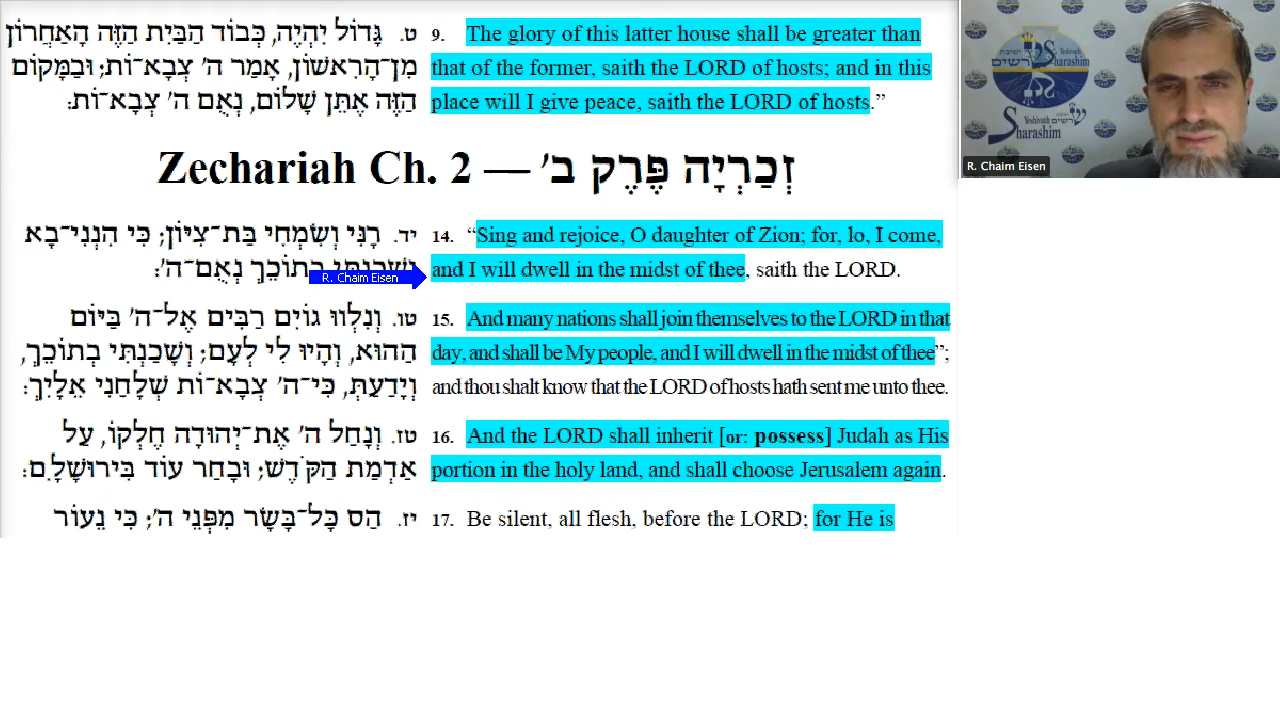 ט. גָּדוֹל יִהְיֶה, כְּבוֹד הַבַּיִת הַזֶּה הָאַחֲרוֹן
מִן־הָרִאשׁוֹן, אָמַר ה׳ צְבָא־וֹת; וּבַמָּקוֹם
הַזֶּה אֶתֵּן שָׁלוֹם, נְאֻם ה׳ צְבָא־וֹת:
9. The glory of this latter house shall be greater than
that of the former, saith the LORD of hosts; and in this
place will I give peace, saith the LORD of hosts.”
Zechariah Ch. 2 — זְכַרְיָה פֶּרֶק ב׳
יד. רָנִּי וְשִׂמְחִי בַּת־צִיּוֹן; כִּי הִנְנִי־בָא
בְתוֹכֵךְ נְאֻם־ה׳:
14. “Sing and rejoice, O daughter of Zion; for, lo, I come,
and I will dwell in the midst of thee, saith the LORD.
R. Chaim Eisen
טו. וְנִלְווּ גוֹיִם רַבִּים אֶל־ה׳ בַּיּוֹם
הַהוּא, וְהָיוּ לִי לְעָם; וְשָׁכַנְתִּי בְתוֹכֵךְ,
וְיָדַעַתְּ, כִּי־ה׳ צְבָא־וֹת שְׁלָחַנִי אֵלָיִךְ:
15. And many nations shall join themselves to the LORD in that
day, and shall be My people, and I will dwell in the midst of thee”;
and thou shalt know that the LORD of hosts hath sent me unto thee.
טז. וְנָחַל ה׳ אֶת־יְהוּדָה חֶלְקוֹ, עַל
אַדְמַת הַקֹּדֶשׁ; וּבָחַר עוֹד בִּירוּשָׁלָ͏ִם:
16. And the LORD shall inherit [or: possess] Judah as His
portion in the holy land, and shall choose Jerusalem again.
יז. הַס כָּל־בָּשָׂר מִפְּנֵי ה׳; כִּי נֵעוֹר
17. Be silent, all flesh, before the LORD; for He is
ישיבת
שרשים
Yeshivath
Sharashim
R. Chaim Eisen